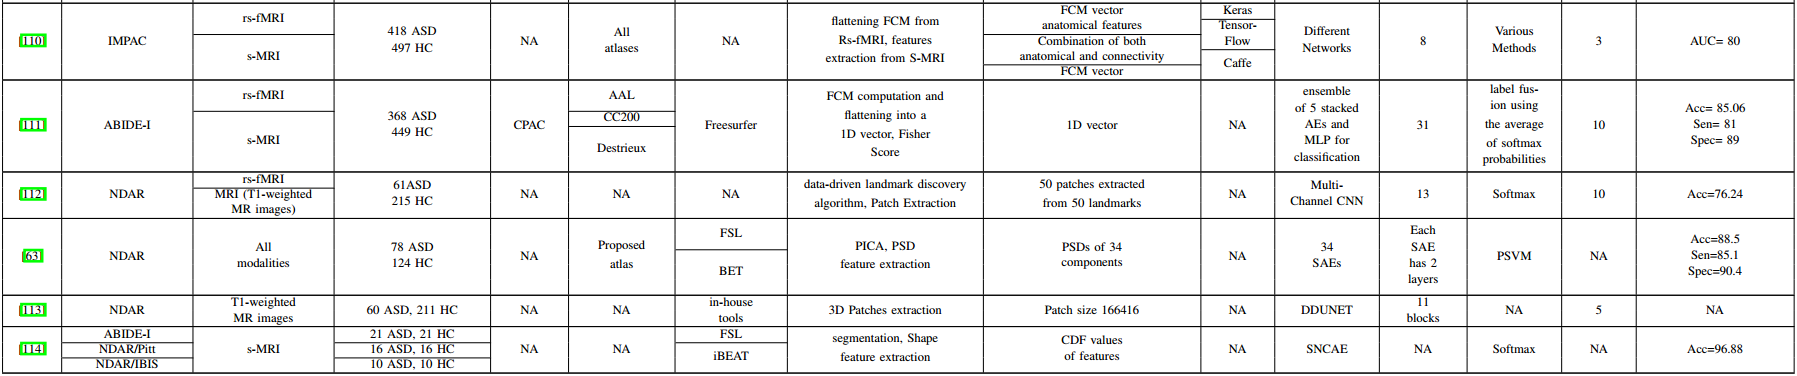 [110]
IMPAC
rs-fMRI
s-MRI
418 ASD
497 HC
NA
All
atlases
NA
flattening FCM from
Rs-fMRI, features
extraction from S-MRI
FCM vector
anatomical features
Combination of both
anatomical and connectivity
FCM vector
Keras
Tensor-
Flow
Caffe
Different
Networks
8
Various
Methods
3
AUC= 80
[111]
ABIDE-I
rs-fMRI
s-MRI
368 ASD
449 HC
CPAC
AAL
CC200
Destrieux
Freesurfer
FCM computation and
flattening into a
1D vector, Fisher
Score
1D vector
NA
ensemble
of 5 stacked
AEs and
MLP for
classification
31
label fus-
ion using
the average
of softmax
probabilities
10
Acc= 85.06
Sen= 81
Spec= 89
[112]
NDAR
rs-fMRI
MRI (T1-weighted
MR images)
61ASD
215 HC
NA
NA
NA
data-driven landmark discovery
algorithm, Patch Extraction
50 patches extracted
from 50 landmarks
NA
Multi-
Channel CNN
13
Softmax
10
Acc=76.24
[63]
NDAR
All
modalities
78 ASD
124 HC
NA
Proposed
atlas
FSL
BET
PICA, PSD
feature extraction
PSDs of 34
components
NA
34
SAEs
Each
SAE
has 2
layers
PSVM
NA
Acc=88.5
Sen=85.1
Spec=90.4
[113]
NDAR
T1-weighted
MR images
60 ASD, 211 HC
NA
NA
in-house
tools
3D Patches extraction
Patch size 166416
NA
DDUNET
11
blocks
NA
5
NA
[114]
ABIDE-I
NDAR/Pitt
NDAR/IBIS
s-MRI
21 ASD, 21 HC
16 ASD, 16 HC
10 ASD, 10 HC
NA
NA
FSL
iBEAT
segmentation, Shape
feature extraction
CDF values
of features
NA
SNCAE
NA
Softmax
NA
Acc=96.88